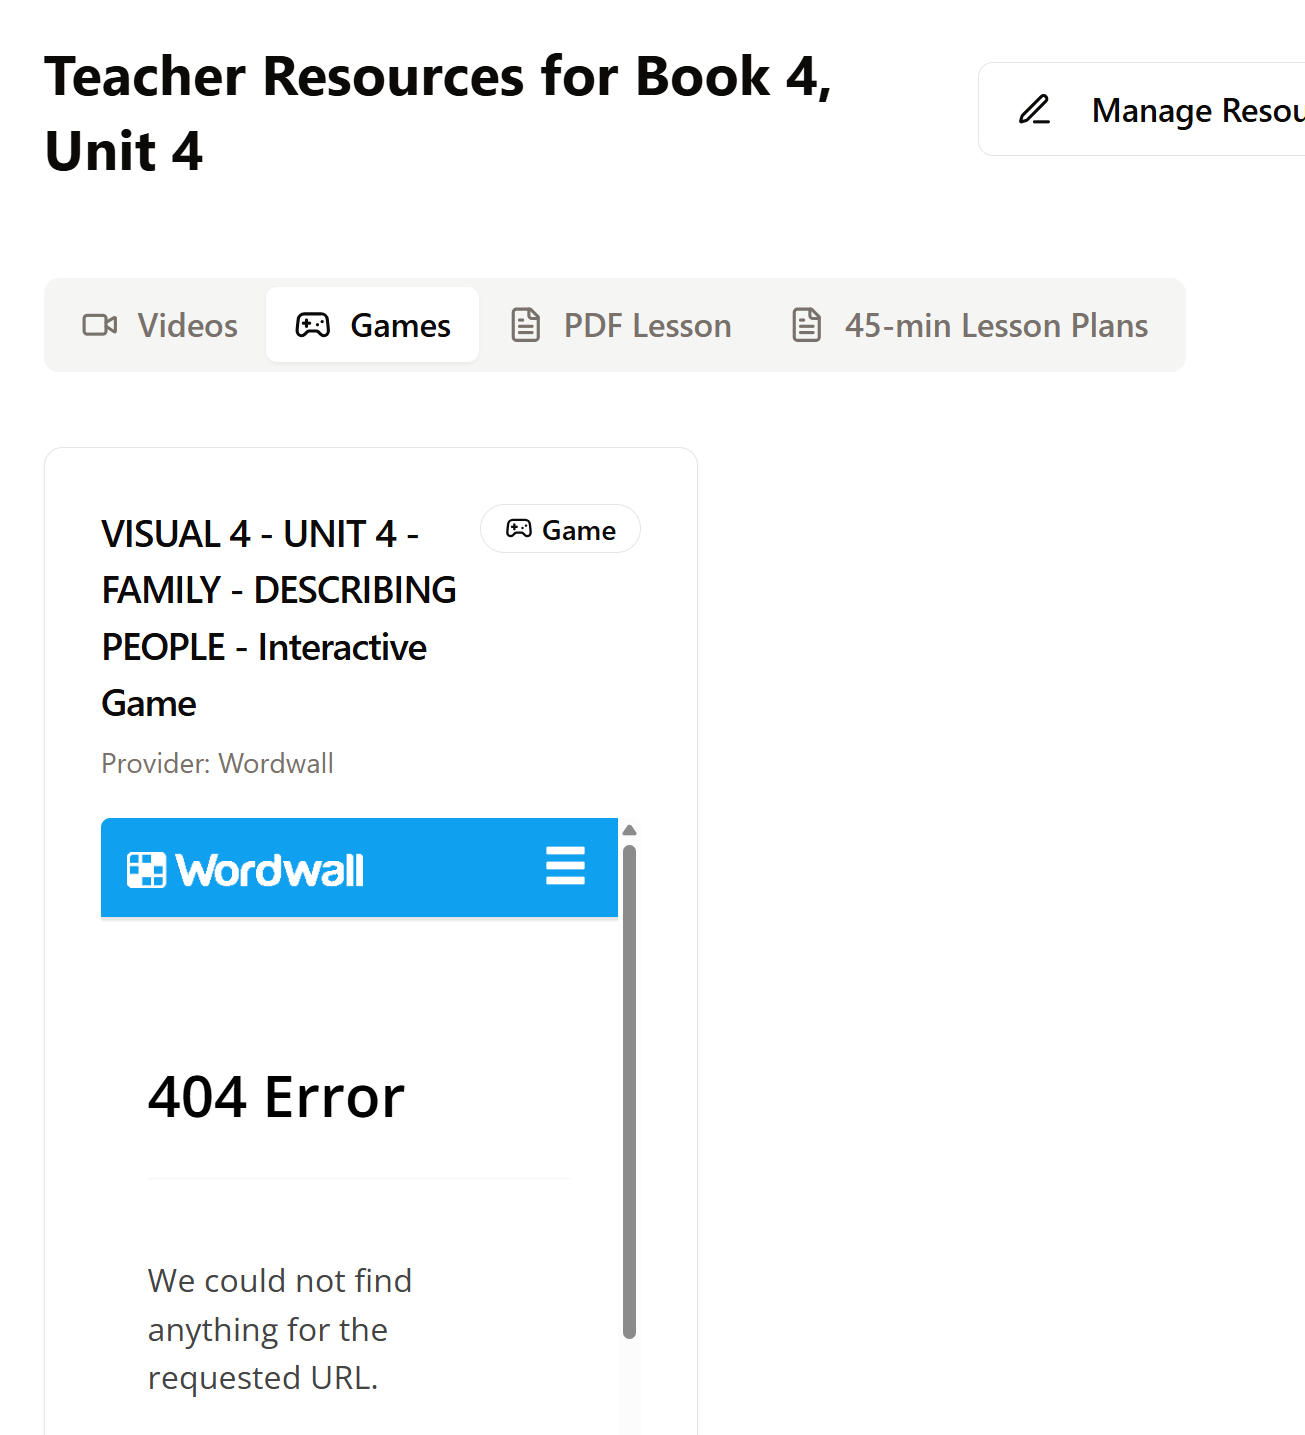 Teacher Resources for Book 4,
Unit 4
Manage Resou
Videos
Games
PDF Lesson
45-min Lesson Plans
VISUAL 4 - UNIT 4 -
FAMILY - DESCRIBING
PEOPLE - Interactive
Game
Game
Provider: Wordwall
Wordwall
404 Error
We could not find
anything for the
requested URL.